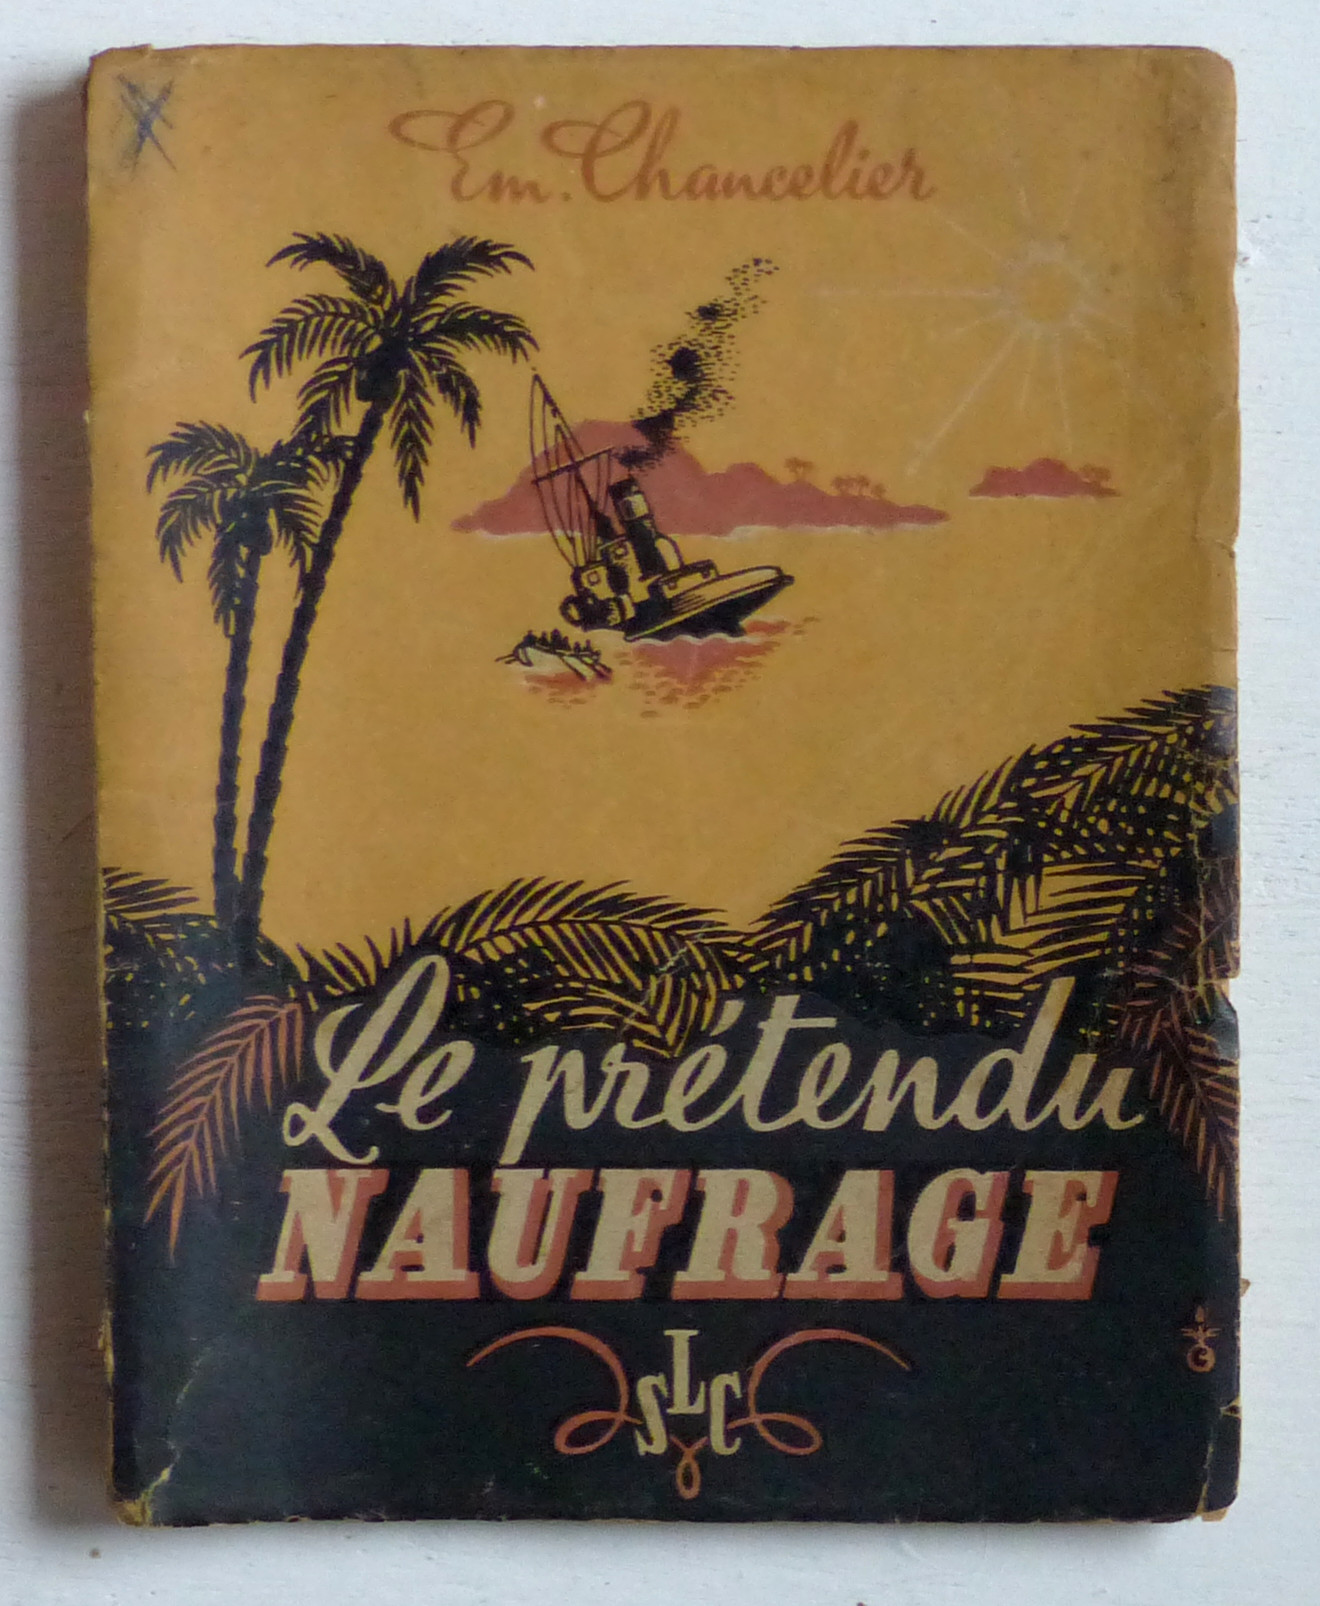 Em. Chancelier
Le prétendu
NAUFRAGE
SLC